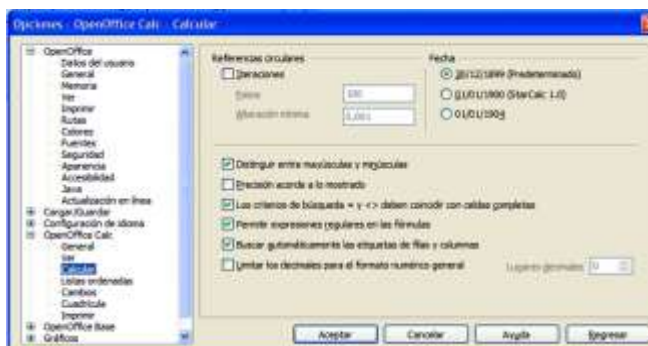 Opciones - OpenOffice Calc - Calcular
OpenOffice
Datos del usuario
General
Memoria
Ver
Imprimir
Rutas
Colores
Fuentes
Seguridad
Apariencia
Accesibilidad
Java
Actualización en línea
Cargar/Guardar
Configuración de idioma
OpenOffice Calc
General
Ver
Calcular
Listas ordenadas
Cambios
Cuadrícula
Imprimir
OpenOffice Base
Gráficos
Referencias circulares
Iteraciones
Pasos 100
Alteración mínima 0,001
Fecha
30/12/1899 (Predeterminado)
01/01/1900 (StarCalc 1.0)
01/01/1904
Distinguir entre mayúsculas y minúsculas
Precisión acorde a lo mostrado
Los criterios de búsqueda = y <> deben coincidir con celdas completas
Permitir expresiones regulares en las fórmulas
Buscar automáticamente las etiquetas de filas y columnas
Limitar los decimales para el formato numérico general
Lugares decimales
Aceptar
Cancelar
Ayuda
Regresar